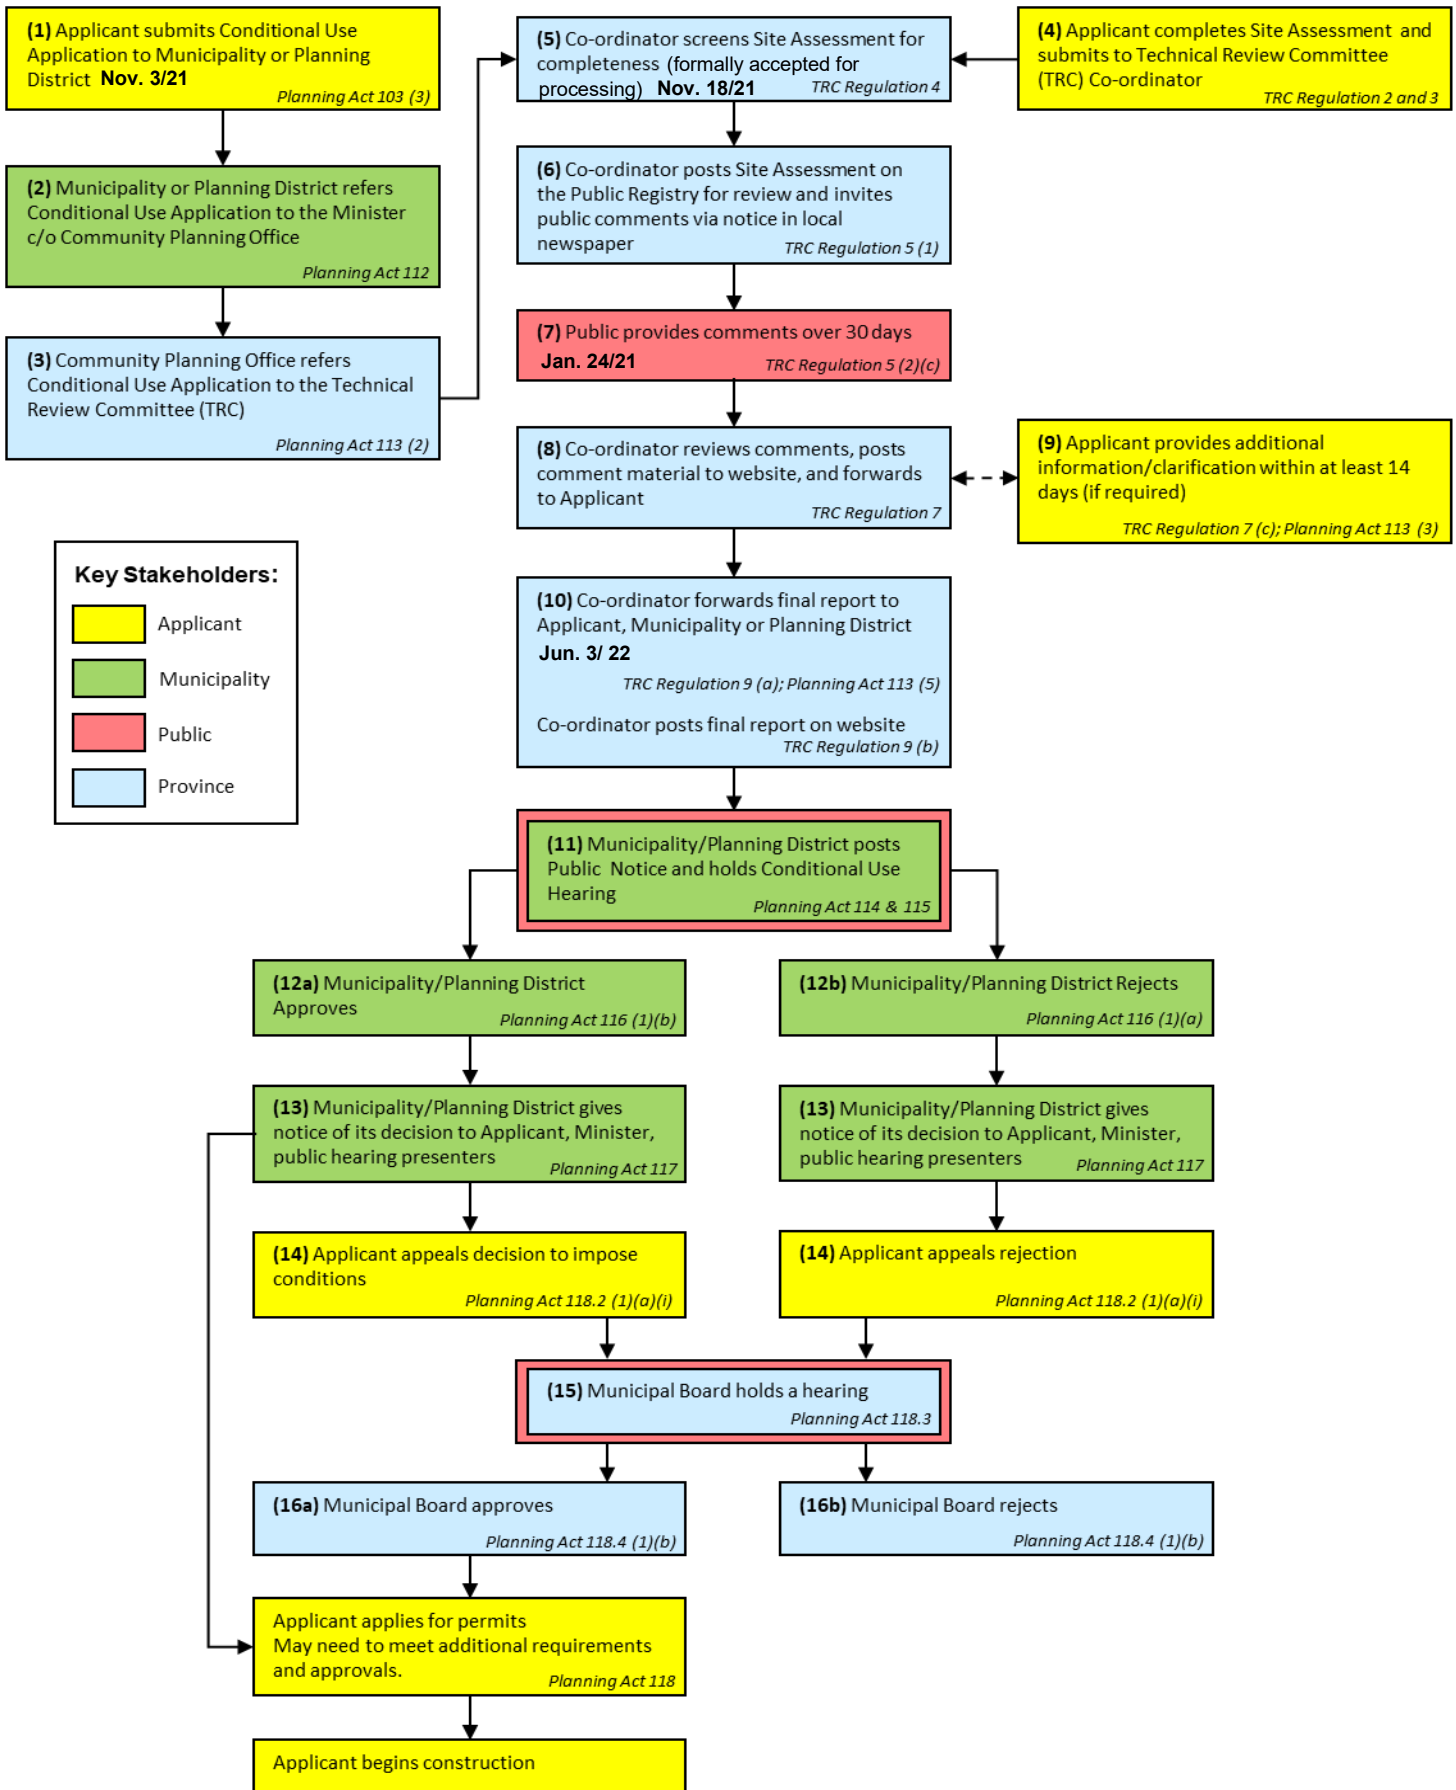 (1) Applicant submits Conditional Use
Application to Municipality or Planning
District Nov. 3/21
Planning Act 103 (3)
(2) Municipality or Planning District refers
Conditional Use Application to the Minister
c/o Community Planning Office
Planning Act 112
(3) Community Planning Office refers
Conditional Use Application to the Technical
Review Committee (TRC)
Planning Act 113 (2)
(4) Applicant completes Site Assessment and
submits to Technical Review Committee
(TRC) Co-ordinator
TRC Regulation 2 and 3
(5) Co-ordinator screens Site Assessment for
completeness (formally accepted for
processing) Nov. 18/21 TRC Regulation 4
(6) Co-ordinator posts Site Assessment on
the Public Registry for review and invites
public comments via notice in local
newspaper
TRC Regulation 5 (1)
(7) Public provides comments over 30 days
Jan. 24/21 TRC Regulation 5 (2)(c)
(8) Co-ordinator reviews comments, posts
comment material to website, and forwards
to Applicant
TRC Regulation 7
(9) Applicant provides additional
information/clarification within at least 14
days (if required)
TRC Regulation 7 (c); Planning Act 113 (3)
Key Stakeholders:
Applicant
Municipality
Public
Province
(10) Co-ordinator forwards final report to
Applicant, Municipality or Planning District
Jun. 3/ 22
TRC Regulation 9 (a); Planning Act 113 (5)
Co-ordinator posts final report on website
TRC Regulation 9 (b)
(11) Municipality/Planning District posts
Public Notice and holds Conditional Use
Hearing
Planning Act 114 & 115
(12a) Municipality/Planning District
Approves
Planning Act 116 (1)(b)
(12b) Municipality/Planning District Rejects
Planning Act 116 (1)(a)
(13) Municipality/Planning District gives
notice of its decision to Applicant, Minister,
public hearing presenters
Planning Act 117
(13) Municipality/Planning District gives
notice of its decision to Applicant, Minister,
public hearing presenters
Planning Act 117
(14) Applicant appeals decision to impose
conditions
Planning Act 118.2 (1)(a)(i)
(14) Applicant appeals rejection
Planning Act 118.2 (1)(a)(i)
(15) Municipal Board holds a hearing
Planning Act 118.3
(16a) Municipal Board approves
Planning Act 118.4 (1)(b)
(16b) Municipal Board rejects
Planning Act 118.4 (1)(b)
Applicant applies for permits
May need to meet additional requirements
and approvals.
Planning Act 118
Applicant begins construction